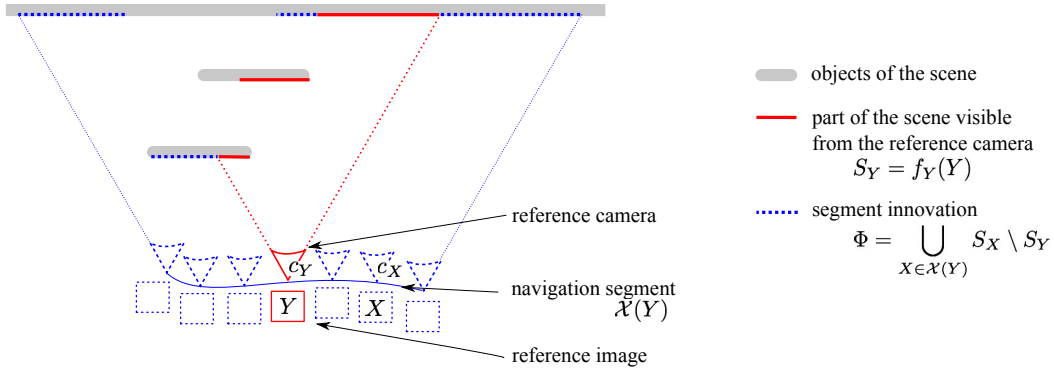 objects of the scene
part of the scene visible
from the reference camera
S_Y = f_Y(Y)
segment innovation
Φ = ⋃ S_X \ S_Y
X∈𝒳(Y)
reference camera
c_Y
c_X
navigation segment
𝒳(Y)
Y
X
reference image